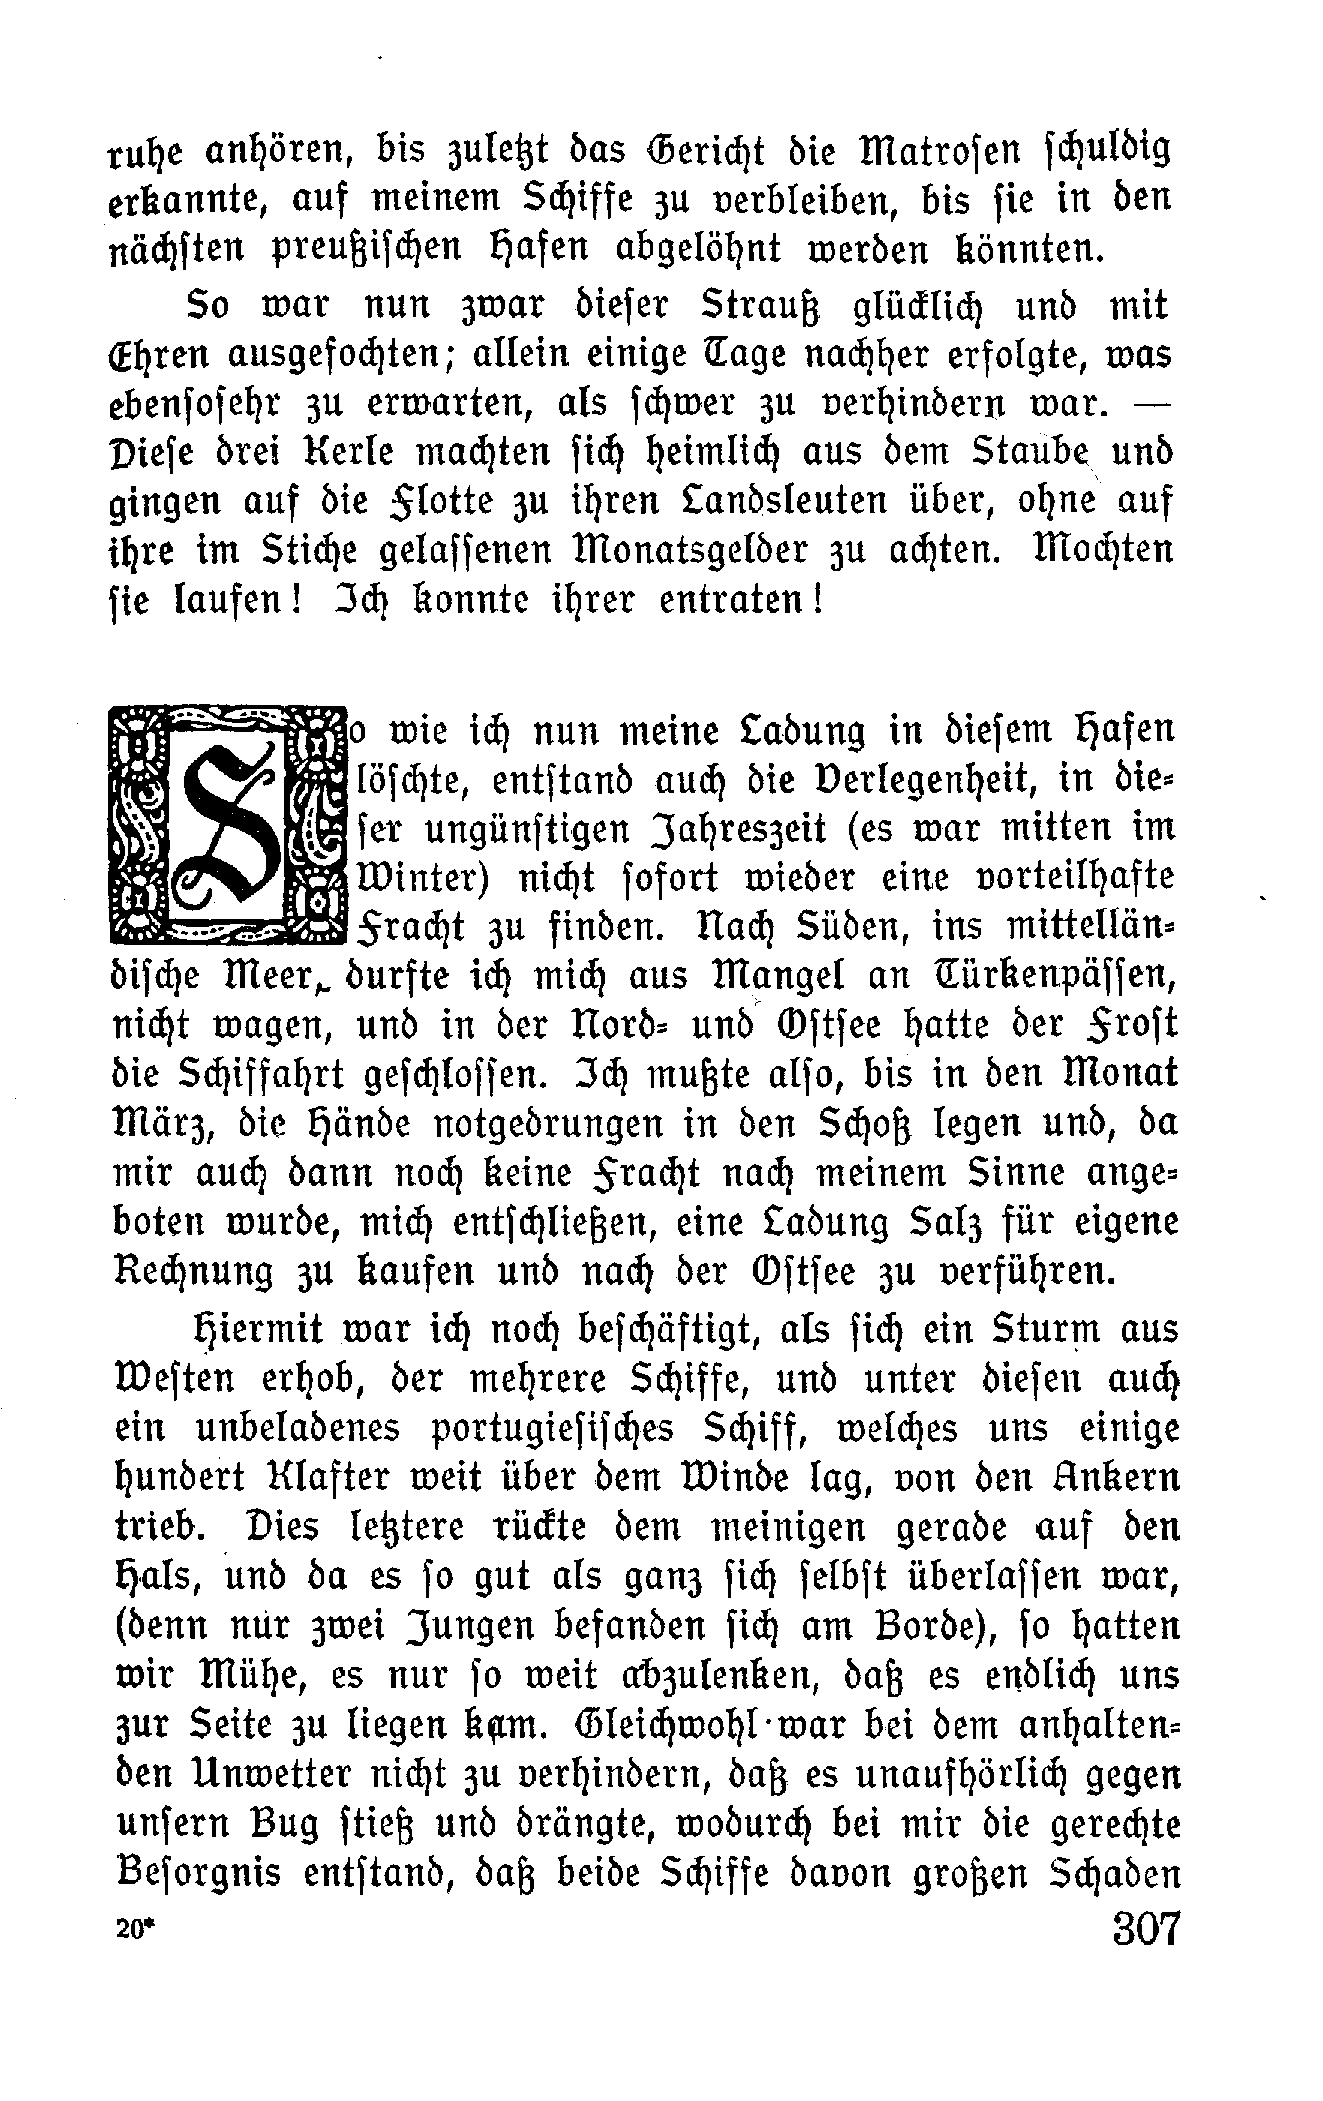 ruhe anhören, bis zuletzt das Gericht die Matrosen schuldig
erkannte, auf meinem Schiffe zu verbleiben, bis sie in den
nächsten preußischen Hafen abgelöhnt werden könnten.
So war nun zwar dieser Strauß glücklich und mit
Ehren ausgefochten; allein einige Tage nachher erfolgte, was
ebensosehr zu erwarten, als schwer zu verhindern war. —
Diese drei Kerle machten sich heimlich aus dem Staube und
gingen auf die Flotte zu ihren Landsleuten über, ohne auf
ihre im Stiche gelassenen Monatsgelder zu achten. Mochten
sie laufen! Ich konnte ihrer entraten!
So wie ich nun meine Ladung in diesem Hafen
löschte, entstand auch die Verlegenheit, in die-
ser ungünstigen Jahreszeit (es war mitten im
Winter) nicht sofort wieder eine vorteilhafte
Fracht zu finden. Nach Süden, ins mittellän-
dische Meer, durfte ich mich aus Mangel an Türkenpässen,
nicht wagen, und in der Nord- und Ostsee hatte der Frost
die Schiffahrt geschlossen. Ich mußte also, bis in den Monat
März, die Hände notgedrungen in den Schoß legen und, da
mir auch dann noch keine Fracht nach meinem Sinne ange-
boten wurde, mich entschließen, eine Ladung Salz für eigene
Rechnung zu kaufen und nach der Ostsee zu verführen.
Hiermit war ich noch beschäftigt, als sich ein Sturm aus
Westen erhob, der mehrere Schiffe, und unter diesen auch
ein unbeladenes portugiesisches Schiff, welches uns einige
hundert Klafter weit über dem Winde lag, von den Ankern
trieb. Dies letztere rückte dem meinigen gerade auf den
Hals, und da es so gut als ganz sich selbst überlassen war,
(denn nur zwei Jungen befanden sich am Borde), so hatten
wir Mühe, es nur so weit abzulenken, daß es endlich uns
zur Seite zu liegen kam. Gleichwohl war bei dem anhalten-
den Unwetter nicht zu verhindern, daß es unaufhörlich gegen
unsern Bug stieß und drängte, wodurch bei mir die gerechte
Besorgnis entstand, daß beide Schiffe davon großen Schaden
20* 307